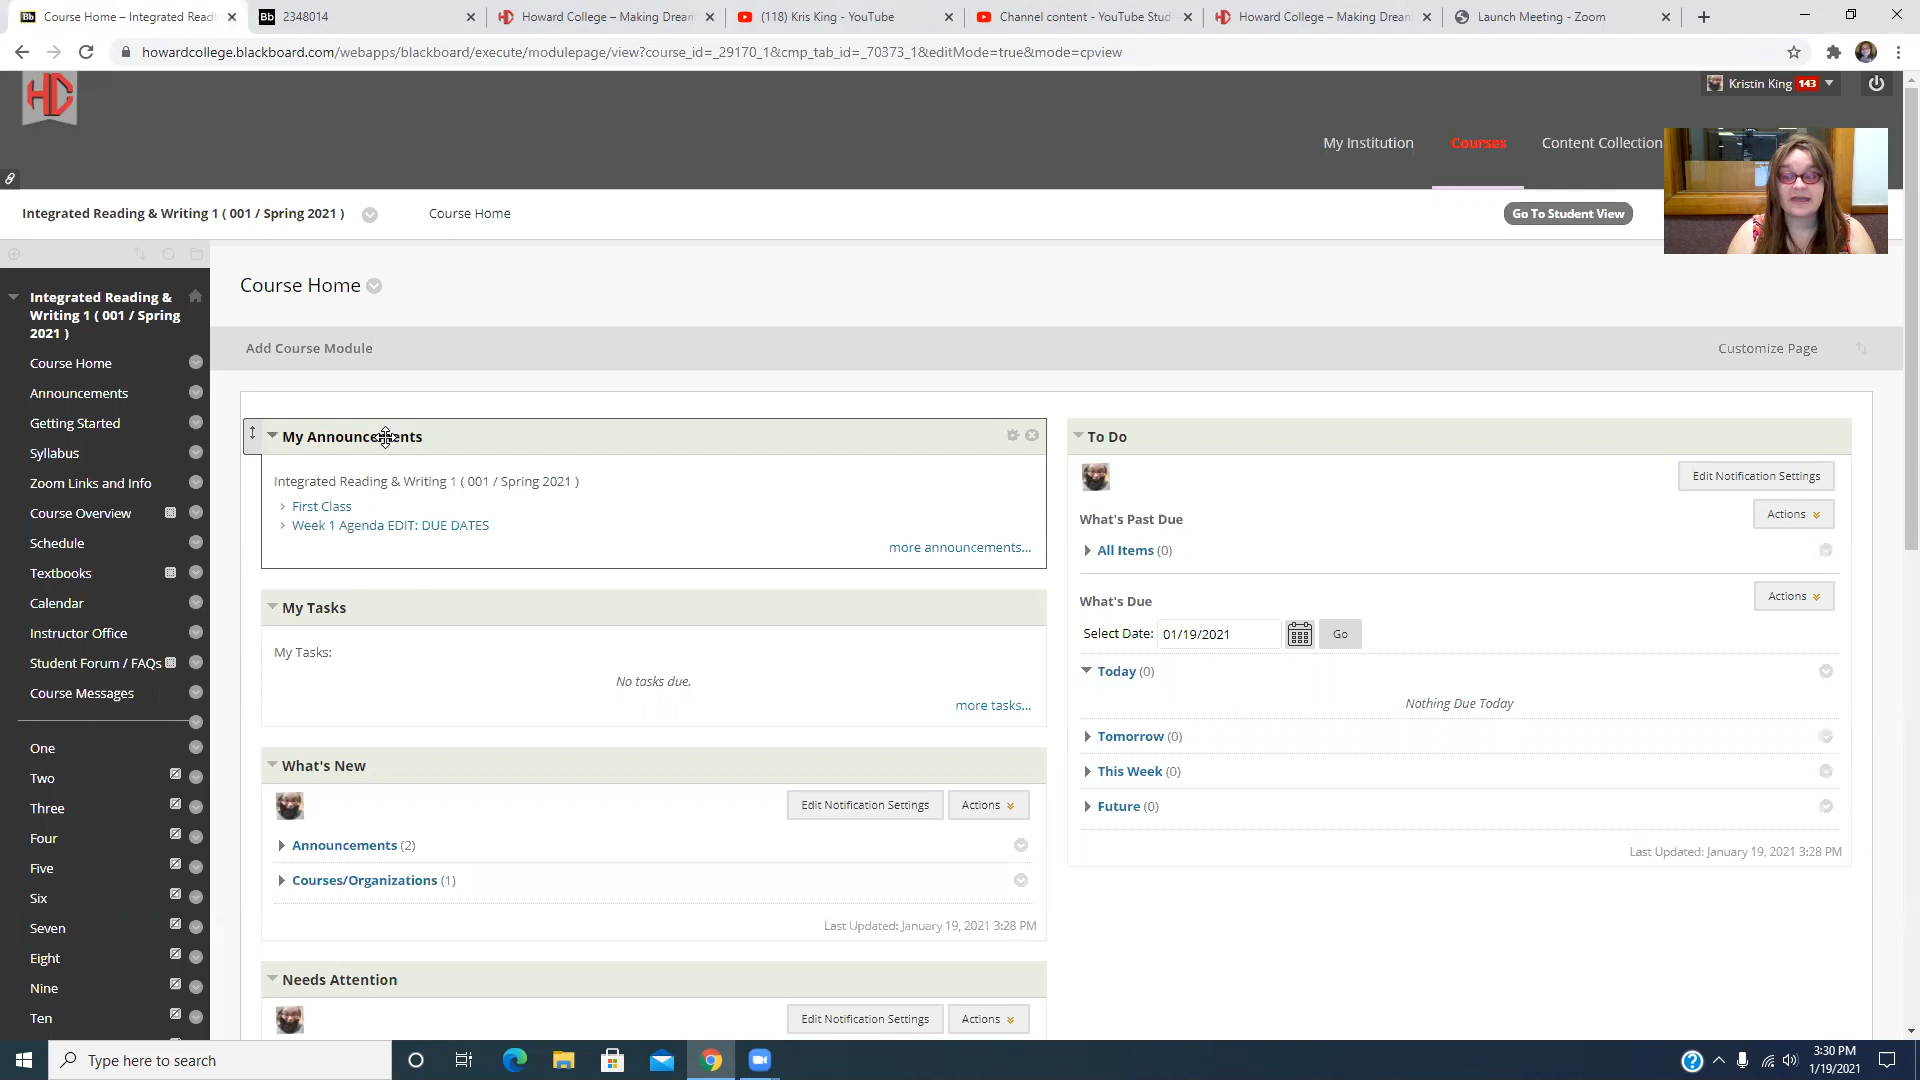 Course Home – Integrated Readi
2348014
Howard College – Making Dream
(118) Kris King - YouTube
Channel content - YouTube Stud
Howard College – Making Dream
Launch Meeting - Zoom
howardcollege.blackboard.com/webapps/blackboard/execute/modulepage/view?course_id=_29170_1&cmp_tab_id=_70373_1&editMode=true&mode=cpview
HC
Kristin King 143
My Institution
Courses
Content Collection
Integrated Reading & Writing 1 ( 001 / Spring 2021 )
Course Home
Go To Student View
Integrated Reading &
Writing 1 ( 001 / Spring
2021 )
Course Home
Announcements
Getting Started
Syllabus
Zoom Links and Info
Course Overview
Schedule
Textbooks
Calendar
Instructor Office
Student Forum / FAQs
Course Messages
One
Two
Three
Four
Five
Six
Seven
Eight
Nine
Ten
Course Home
Add Course Module
Customize Page
My Announcements
Integrated Reading & Writing 1 ( 001 / Spring 2021 )
First Class
Week 1 Agenda EDIT: DUE DATES
more announcements...
My Tasks
My Tasks:
No tasks due.
more tasks...
What's New
Edit Notification Settings
Actions
Announcements (2)
Courses/Organizations (1)
Last Updated: January 19, 2021 3:28 PM
Needs Attention
Edit Notification Settings
Actions
To Do
Edit Notification Settings
What's Past Due
Actions
All Items (0)
What's Due
Actions
Select Date: 01/19/2021
Go
Today (0)
Nothing Due Today
Tomorrow (0)
This Week (0)
Future (0)
Last Updated: January 19, 2021 3:28 PM
Type here to search
3:30 PM
1/19/2021